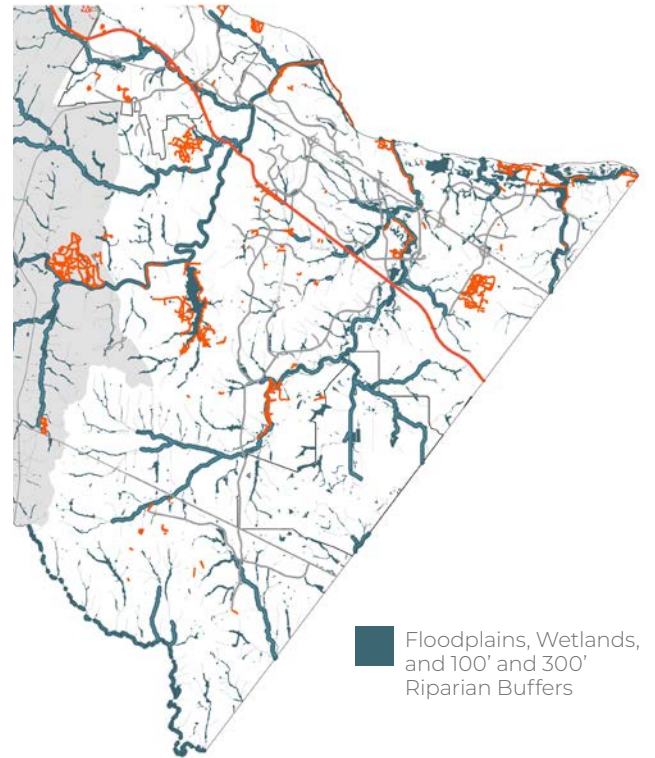 Floodplains, Wetlands,
and 100’ and 300’
Riparian Buffers